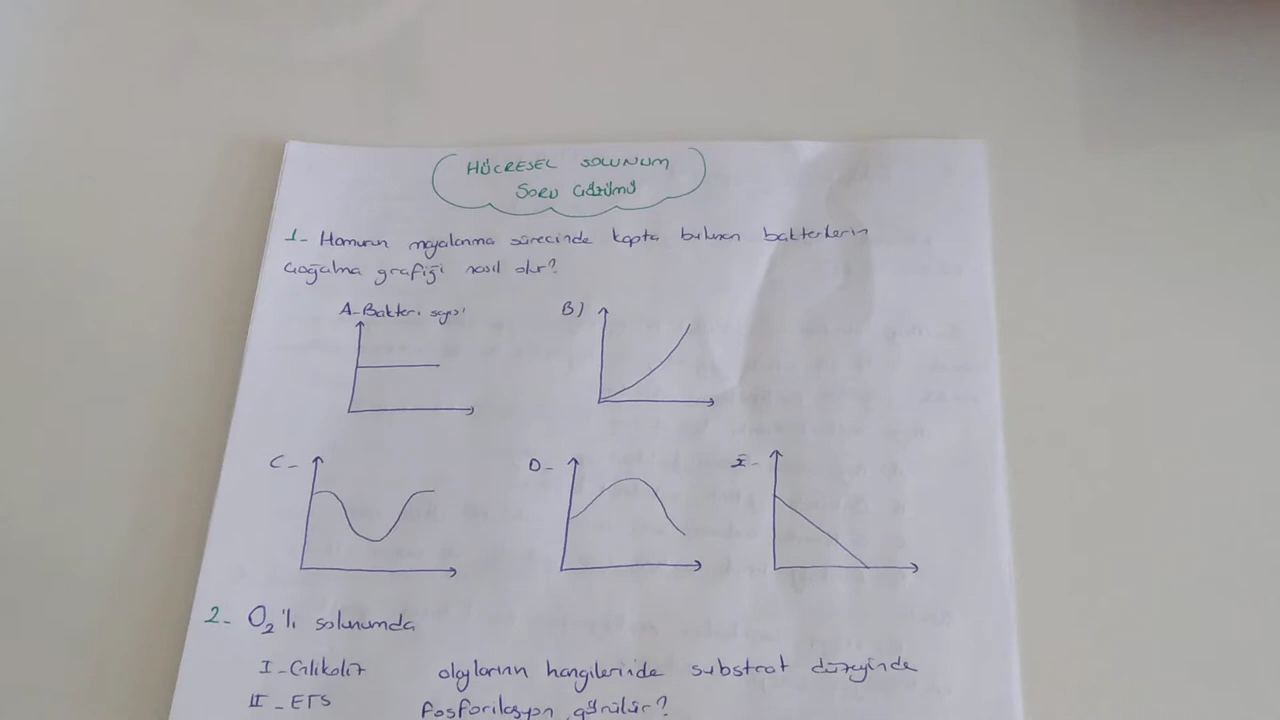 HÜCRESEL SOLUNUM
SORU ÇÖZÜMÜ
1- Hamurun mayalanma sürecinde kapta bulunan bakterilerin
çoğalma grafiği nasıl olur?
A- Bakteri sayısı B)
C- D- E-
2- O₂'li solunumda
I- Glikoliz olaylarının hangilerinde substrat düzeyinde
II- ETS fosforilasyon görülür?